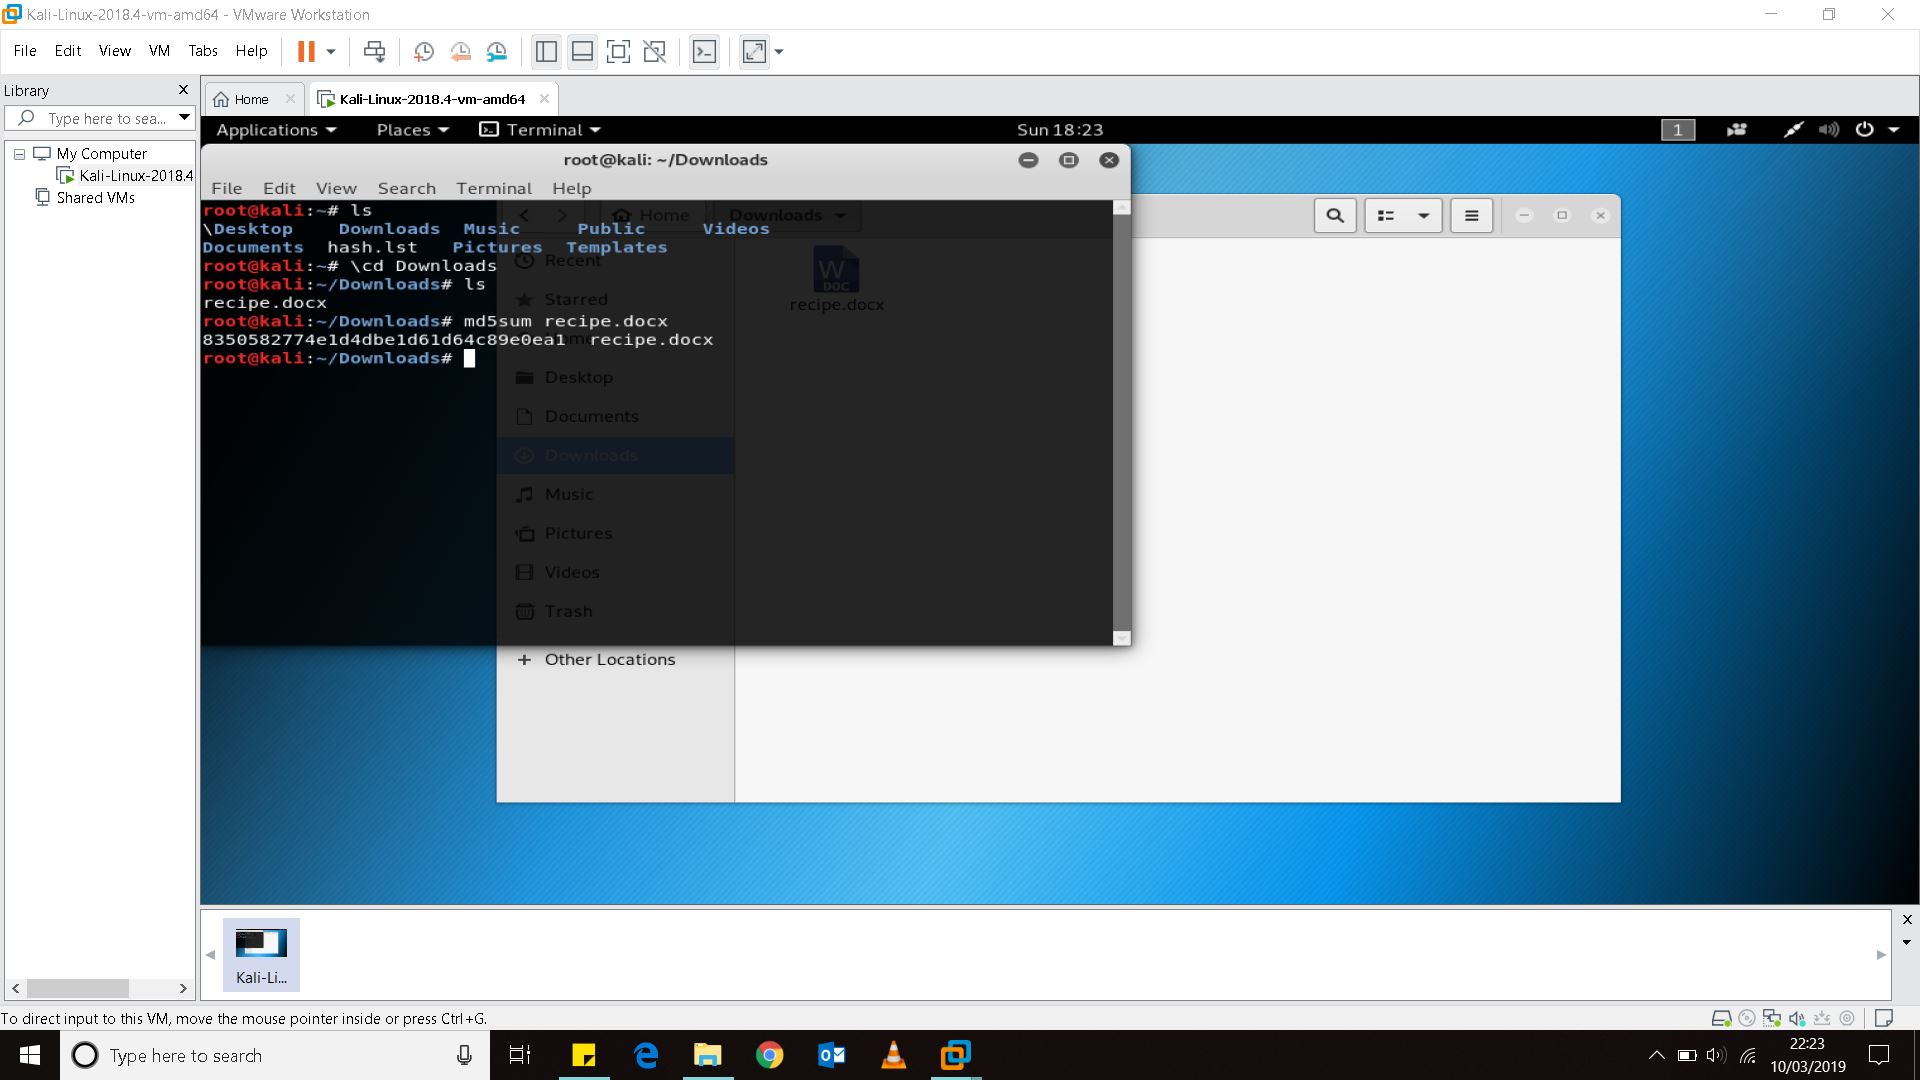 Kali-Linux-2018.4-vm-amd64 - VMware Workstation
File Edit View VM Tabs Help
Library
Type here to sea...
My Computer
Kali-Linux-2018.4
Shared VMs
Home
Kali-Linux-2018.4-vm-amd64
Applications Places Terminal Sun 18:23 1
root@kali: ~/Downloads
File Edit View Search Terminal Help
root@kali:~# ls
\Desktop Downloads Music Public Videos
Documents hash.lst Pictures Templates
root@kali:~# \cd Downloads
root@kali:~/Downloads# ls
recipe.docx
root@kali:~/Downloads# md5sum recipe.docx
8350582774e1d4dbe1d61d64c89e0ea1 recipe.docx
root@kali:~/Downloads#
Home Downloads
Recent
Starred
Desktop
Documents
Downloads
Music
Pictures
Videos
Trash
Other Locations
W
DOC
recipe.docx
Kali-Li...
To direct input to this VM, move the mouse pointer inside or press Ctrl+G.
Type here to search
22:23
10/03/2019